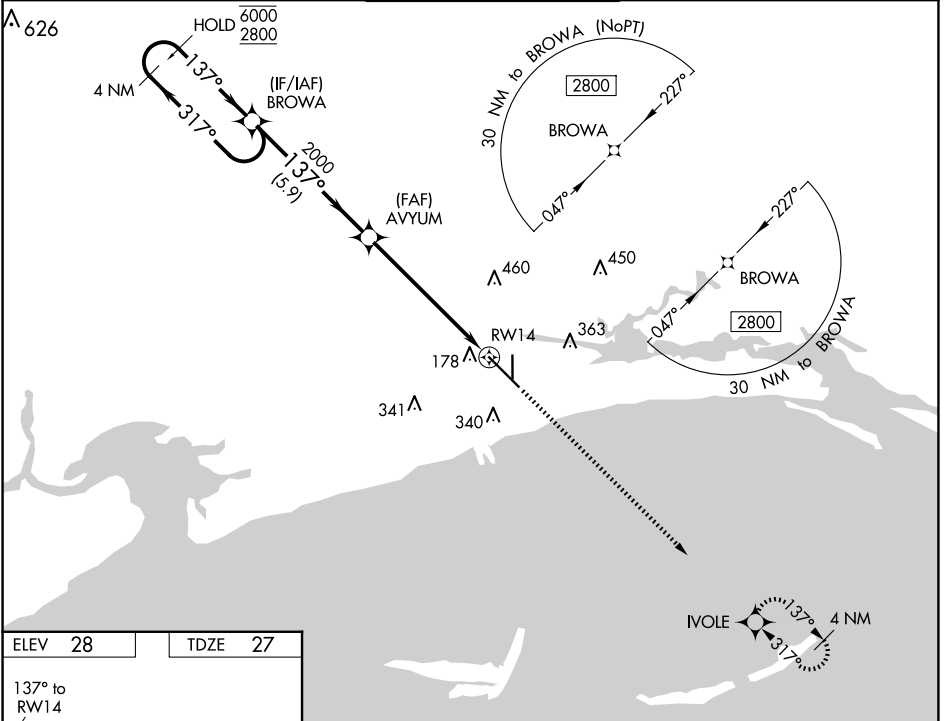 626
HOLD 6000
2800
137°
4 NM
317°
(IF/IAF)
BROWA
2000
137°
(5.9)
(FAF)
AVYUM
30 NM to BROWA (NoPT)
2800
227°
BROWA
047°
227°
BROWA
047°
2800
30 NM to BROWA
460
450
363
RW14
178
341
340
IVOLE
137°
4 NM
317°
ELEV 28
TDZE 27
137° to
RW14